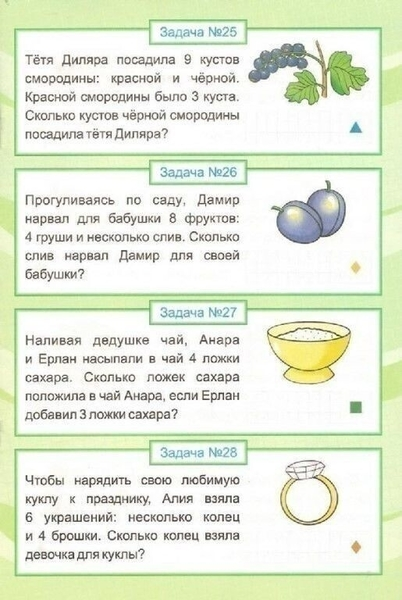 Задача №25
Тётя Диляра посадила 9 кустов
смородины: красной и чёрной.
Красной смородины было 3 куста.
Сколько кустов чёрной смородины
посадила тётя Диляра?
Задача №26
Прогуливаясь по саду, Дамир
нарвал для бабушки 8 фруктов:
4 груши и несколько слив. Сколько
слив нарвал Дамир для своей
бабушки?
Задача №27
Наливая дедушке чай, Анара
и Ерлан насыпали в чай 4 ложки
сахара. Сколько ложек сахара
положила в чай Анара, если Ерлан
добавил 3 ложки сахара?
Задача №28
Чтобы нарядить свою любимую
куклу к празднику, Алия взяла
6 украшений: несколько колец
и 4 брошки. Сколько колец взяла
девочка для куклы?